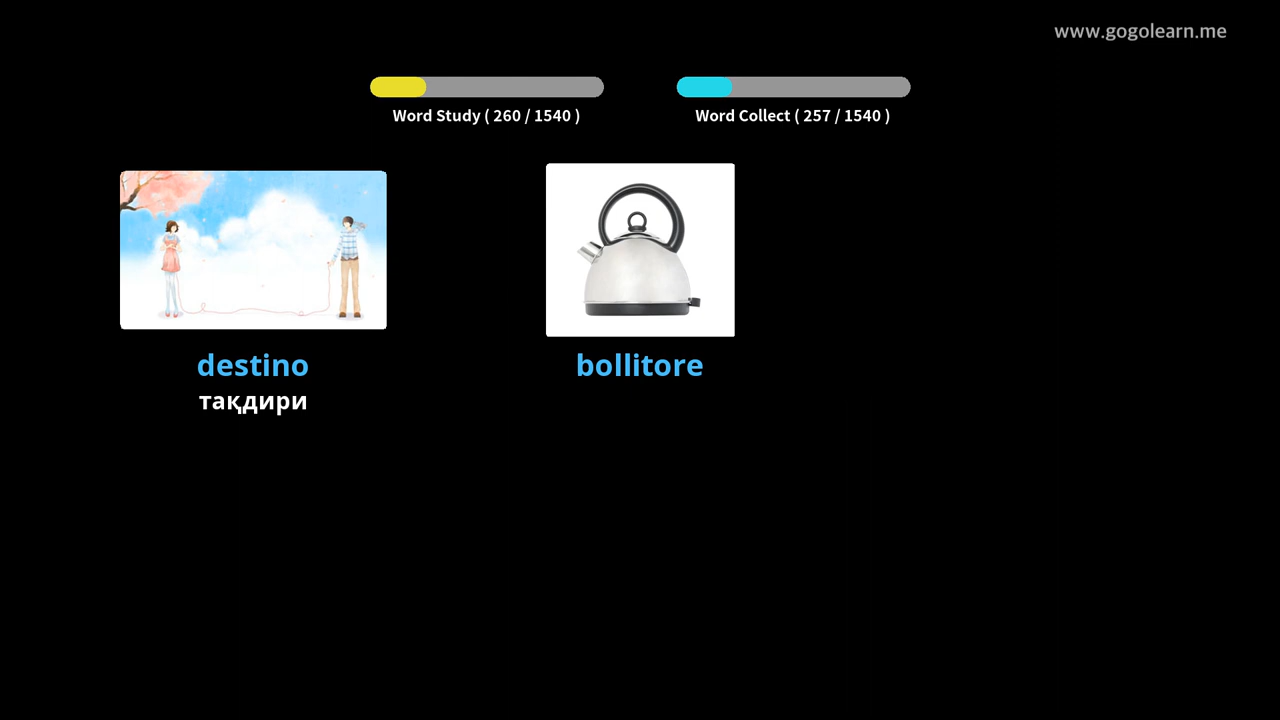 www.gogolearn.me
Word Study ( 260 / 1540 )
Word Collect ( 257 / 1540 )
destino
тақдири
bollitore